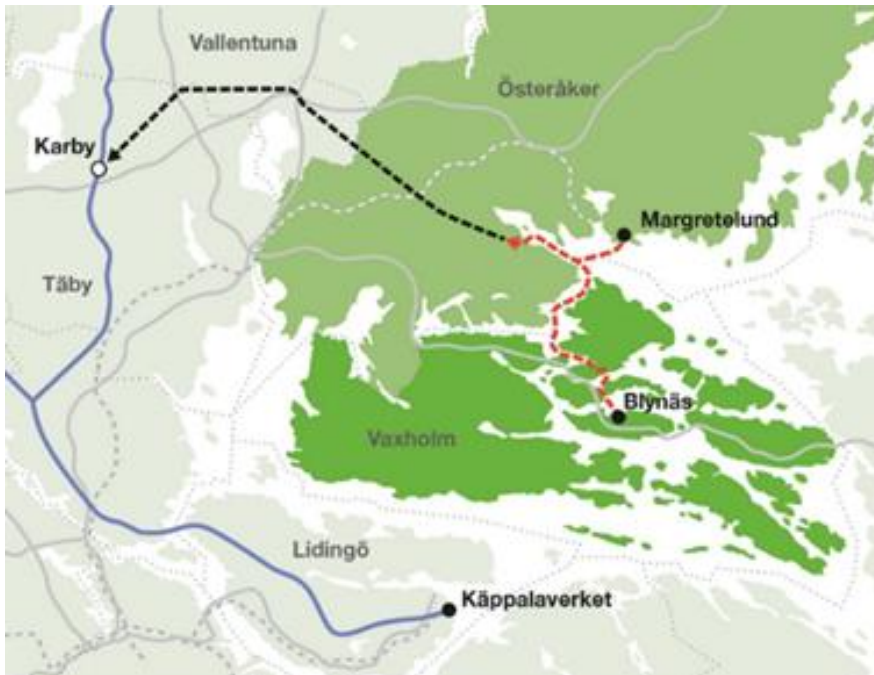 Vallentuna
Österåker
Karby
Margretelund
Täby
Blynäs
Vaxholm
Lidingö
Käppalaverket